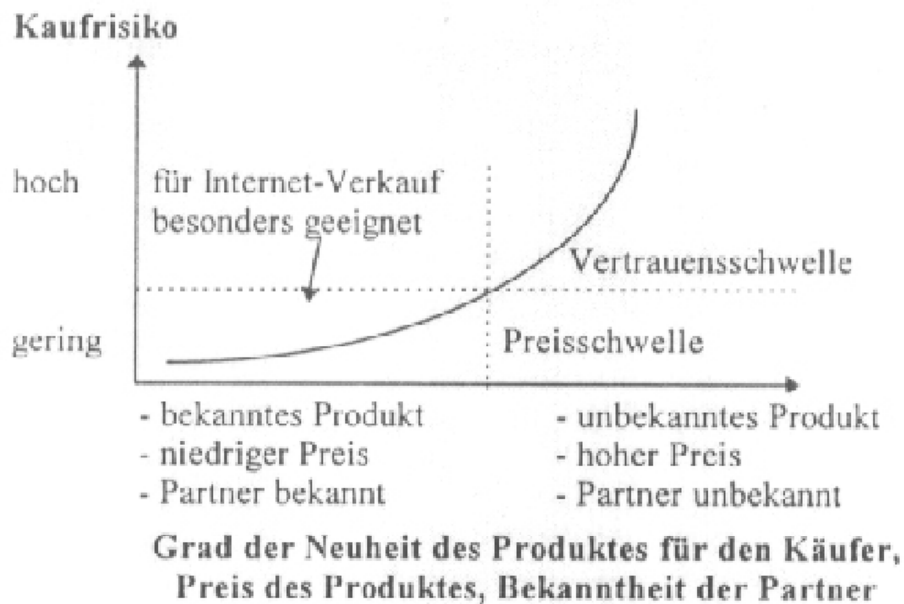 Kaufrisiko
hoch
für Internet-Verkauf
besonders geeignet
Vertrauensschwelle
gering
Preisschwelle
- bekanntes Produkt
- niedriger Preis
- Partner bekannt
- unbekanntes Produkt
- hoher Preis
- Partner unbekannt
Grad der Neuheit des Produktes für den Käufer,
Preis des Produktes, Bekanntheit der Partner